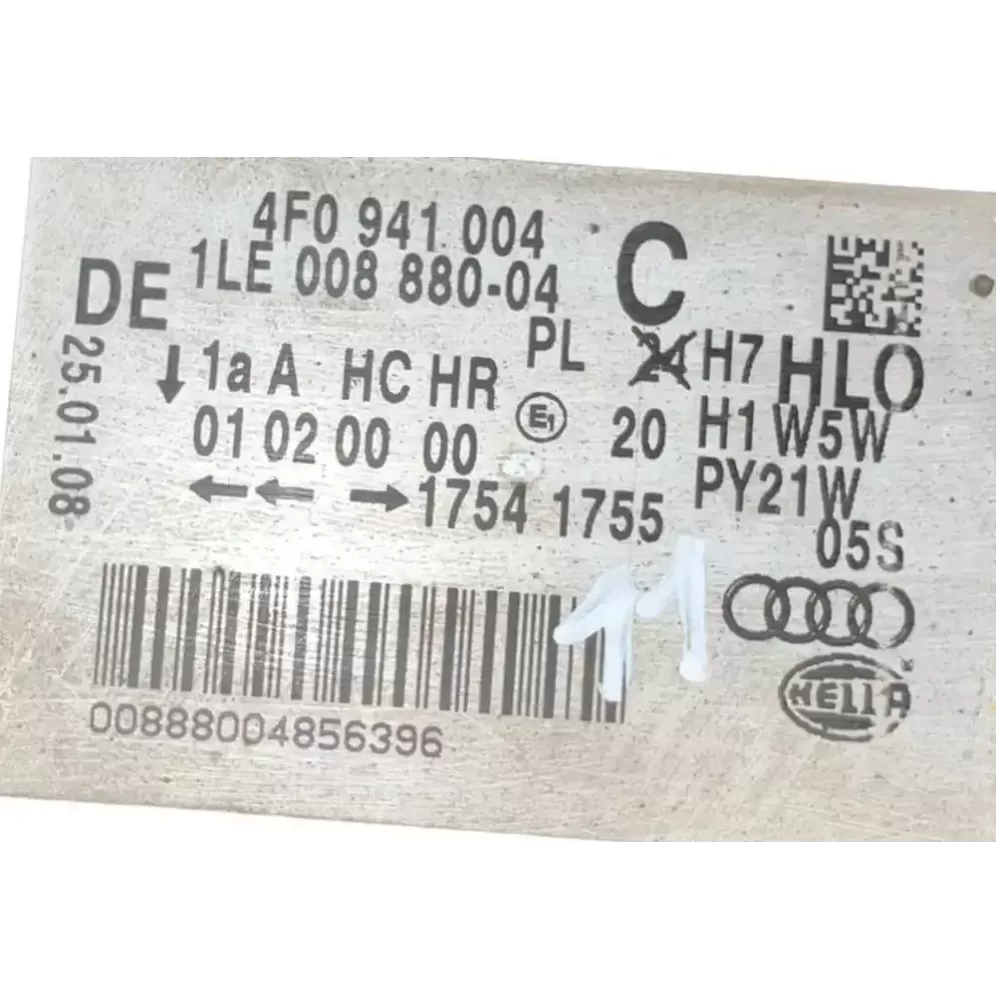 4F0 941 004
C
DE
1LE 008 880-04
25.01.08
1a A HC HR PL 24 H7 HLO
01 02 00 00 E1 20 H1 W5W
1754 1755 PY21W
05S
11
HELLA
00888004856396